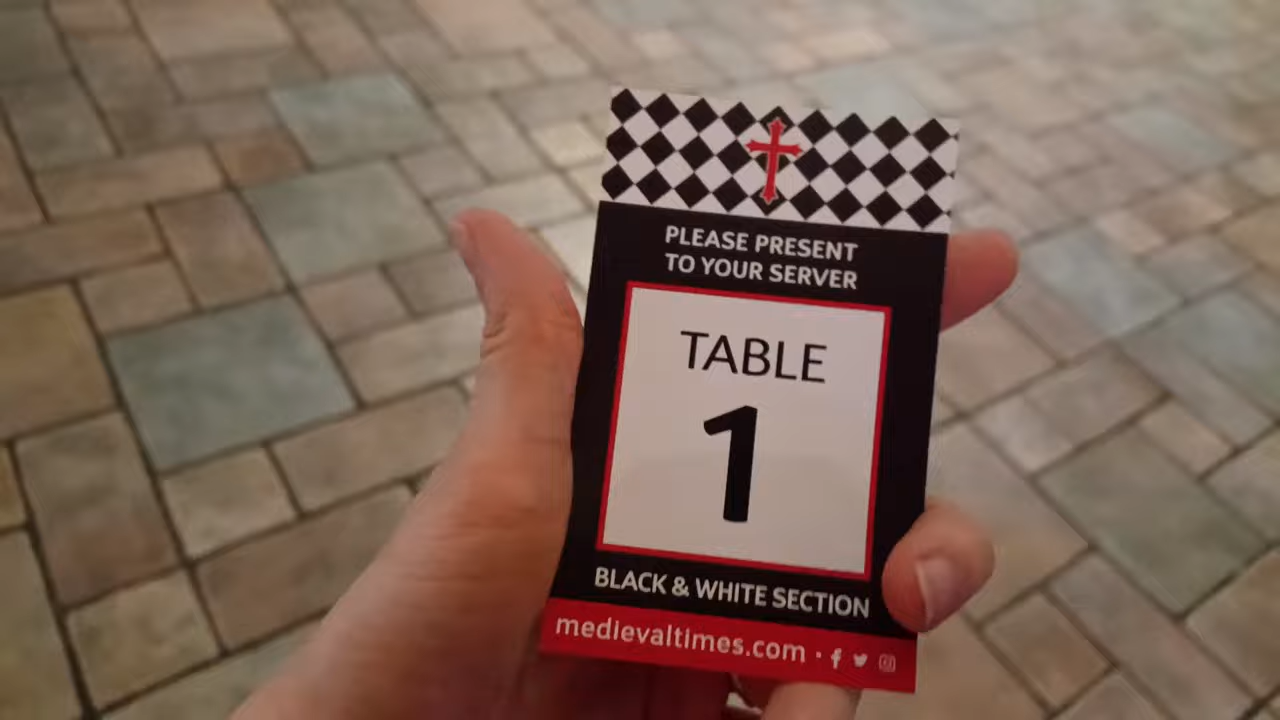 PLEASE PRESENT
TO YOUR SERVER
TABLE
1
BLACK & WHITE SECTION
medievaltimes.com •